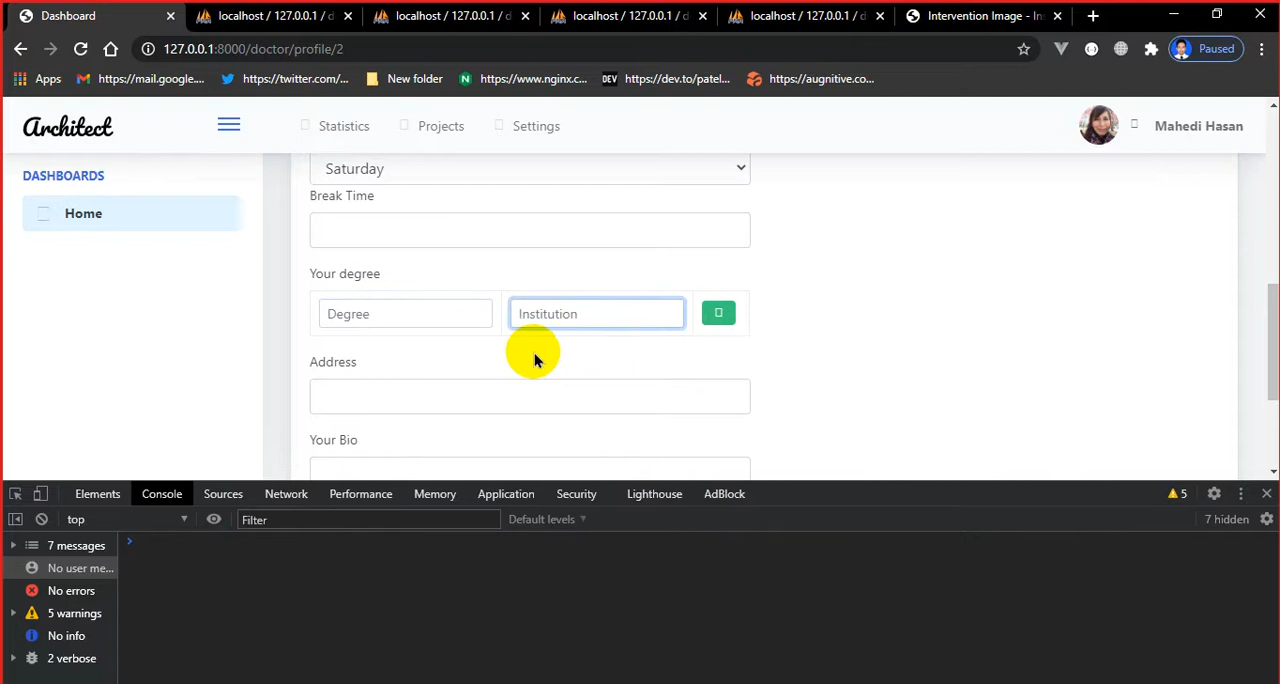 Dashboard
localhost / 127.0.0.1 / d
localhost / 127.0.0.1 / d
localhost / 127.0.0.1 / d
localhost / 127.0.0.1 / d
Intervention Image - In
127.0.0.1:8000/doctor/profile/2
Paused
Apps
https://mail.google....
https://twitter.com/...
New folder
https://www.nginx.c...
DEV
https://dev.to/patel...
https://augnitive.co...
Architect
Statistics
Projects
Settings
Mahedi Hasan
DASHBOARDS
Home
Saturday
Break Time
Your degree
Degree
Institution
Address
Your Bio
Elements
Console
Sources
Network
Performance
Memory
Application
Security
Lighthouse
AdBlock
5
top
Filter
Default levels
7 hidden
7 messages
No user me...
No errors
5 warnings
No info
2 verbose